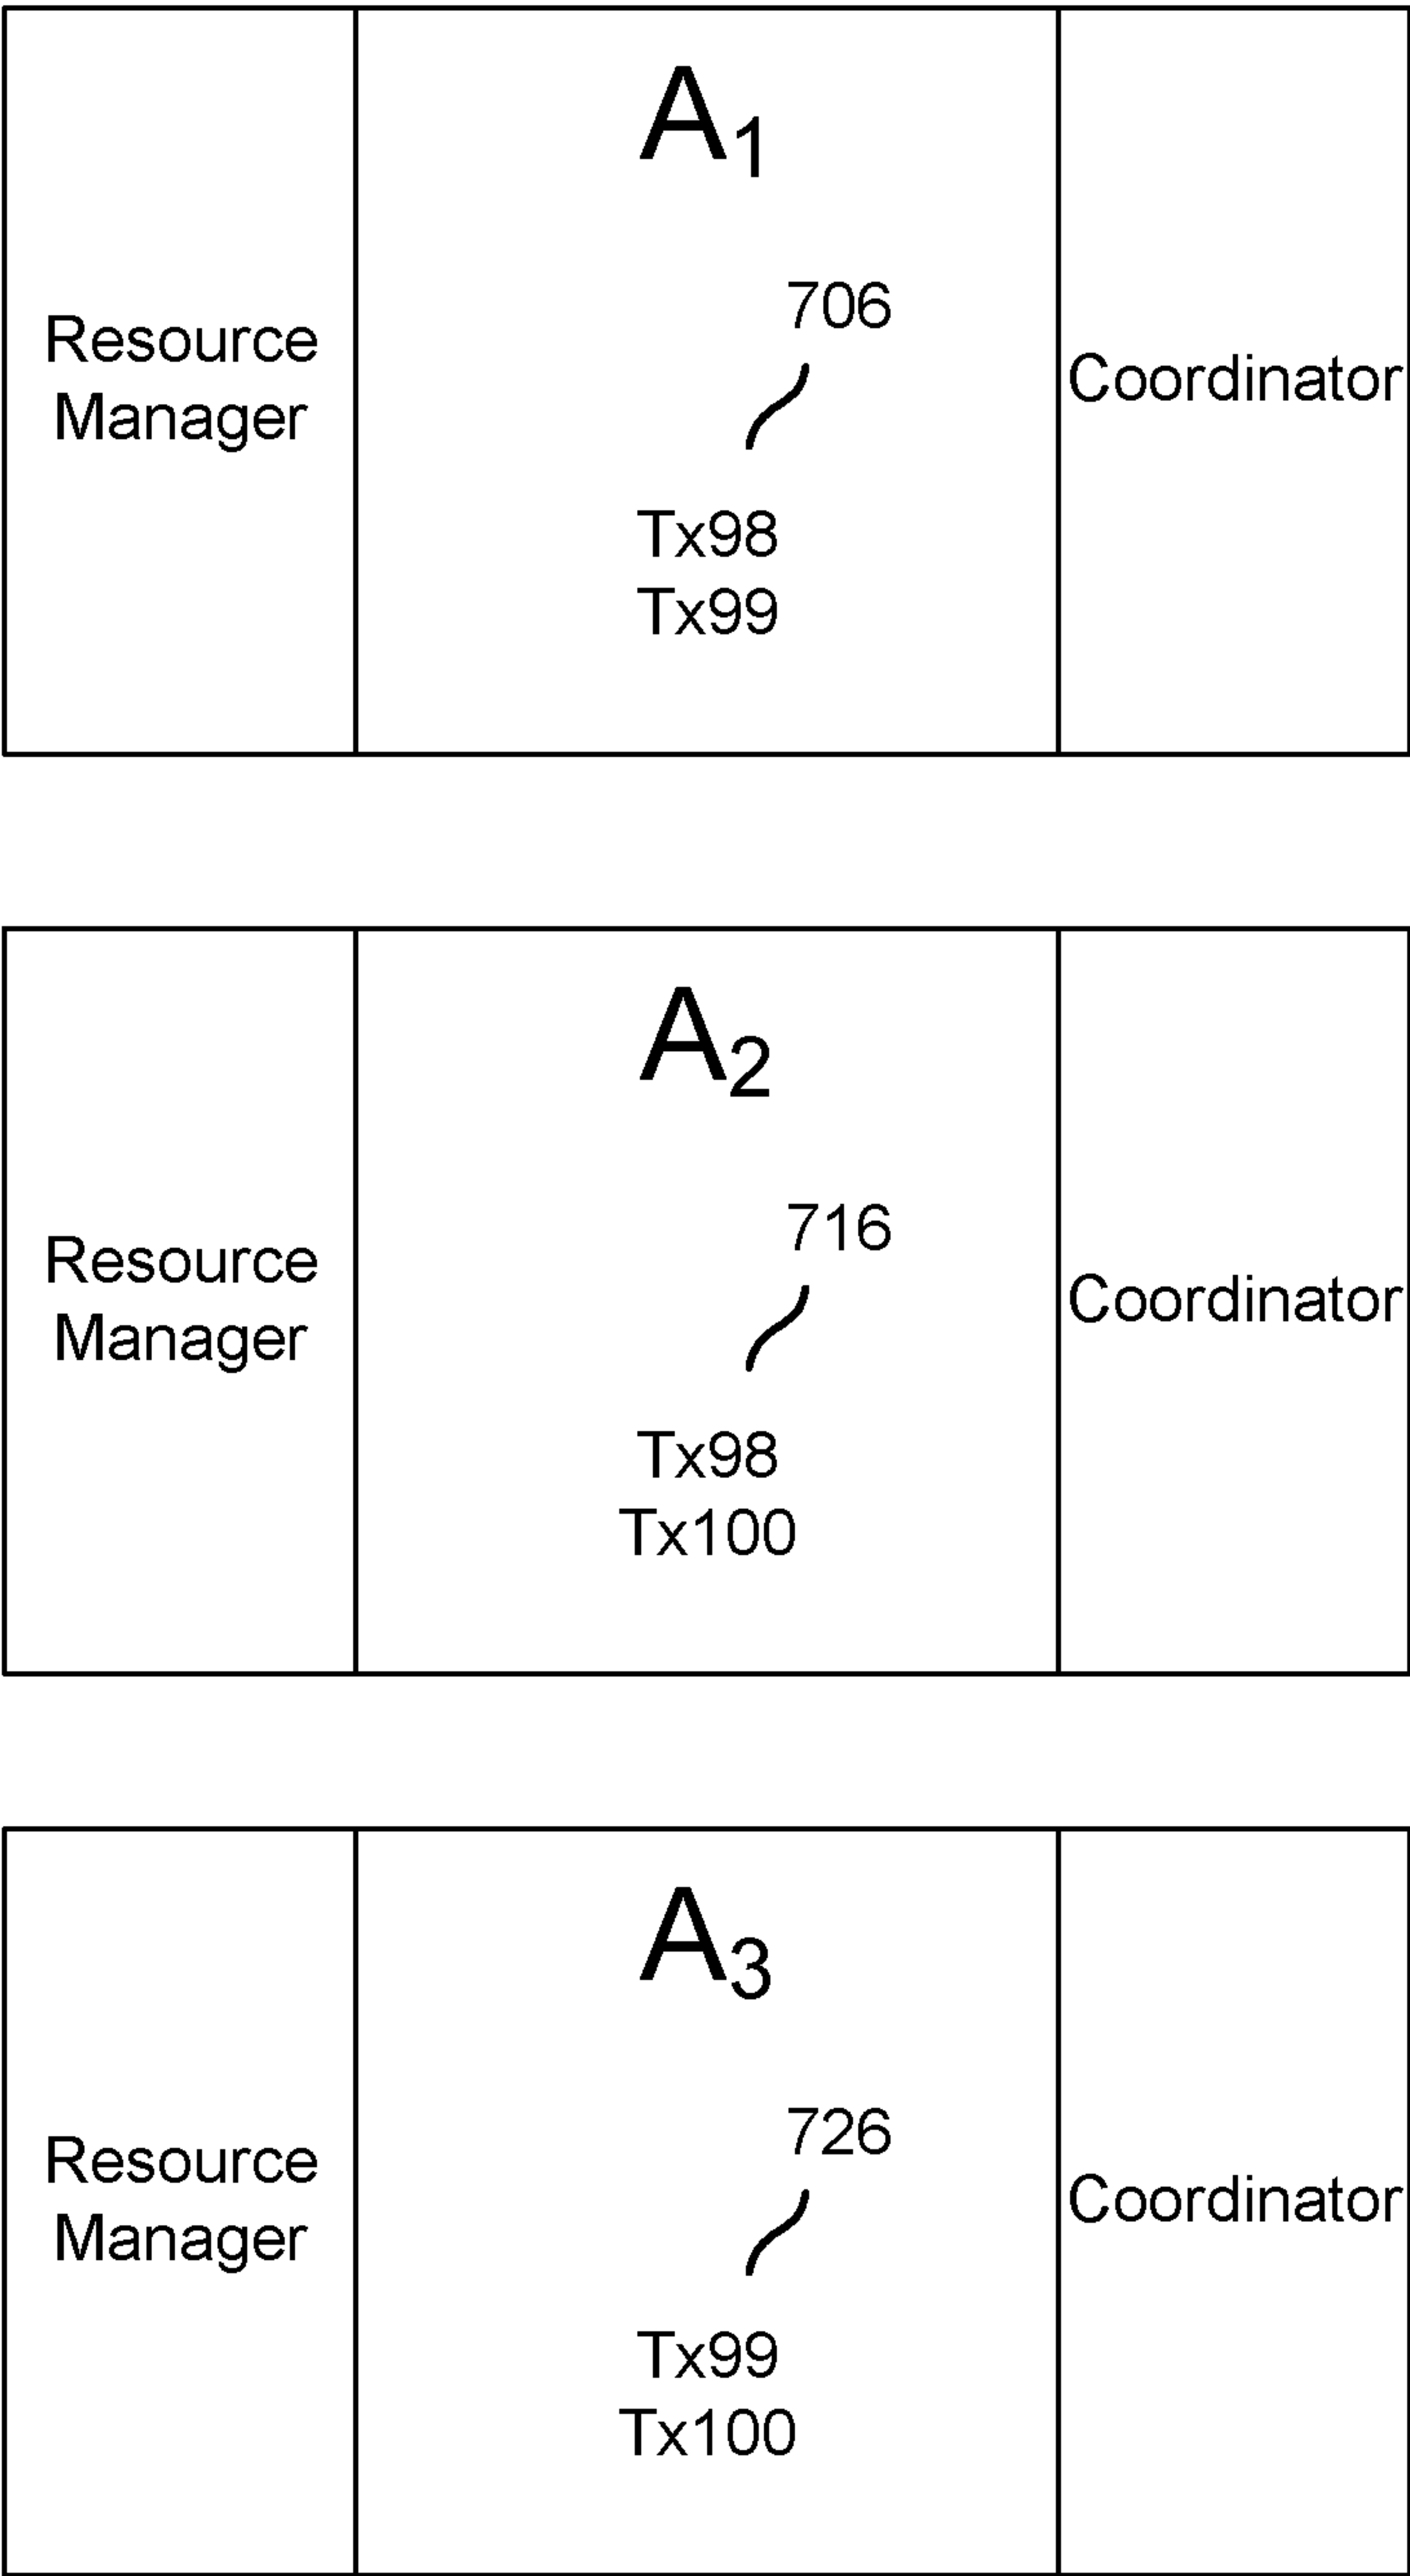 A1
706
Resource
Manager
Coordinator
Tx98
Tx99
A2
716
Resource
Manager
Coordinator
Tx98
Tx100
A3
726
Resource
Manager
Coordinator
Tx99
Tx100